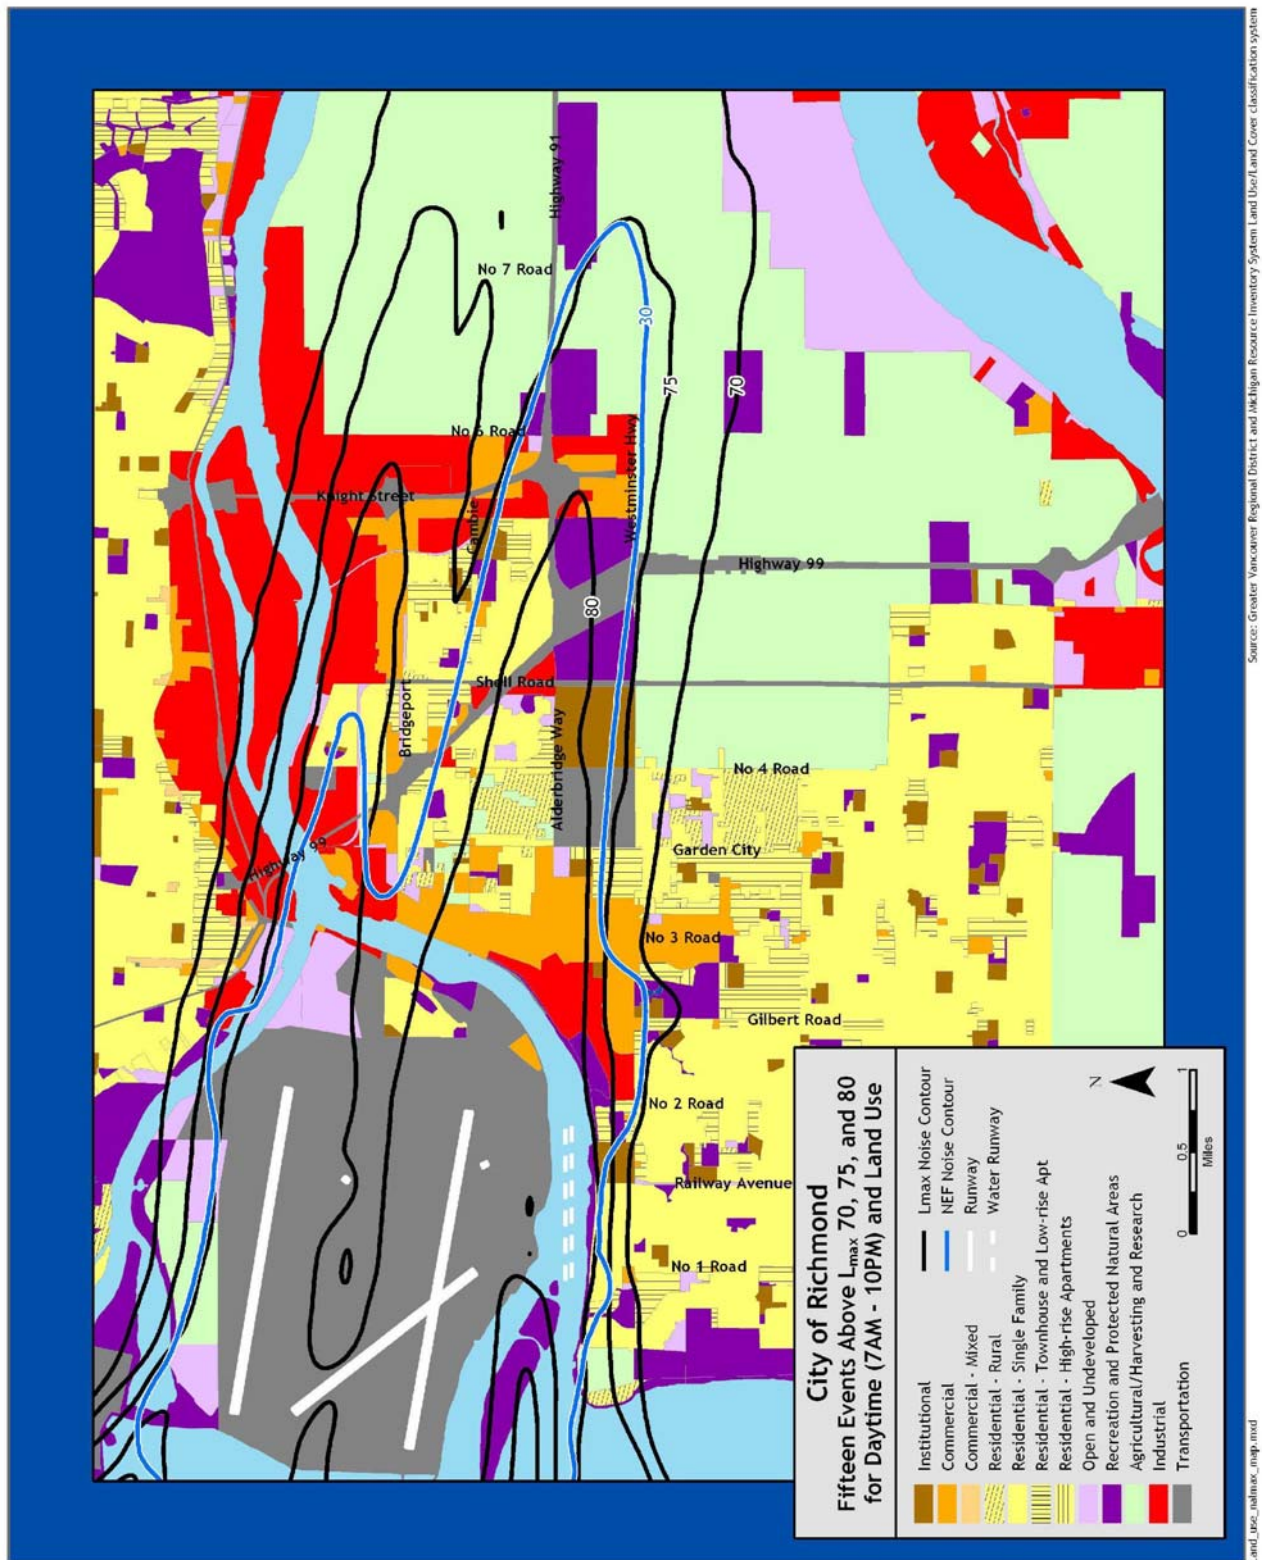 Source: Greater Vancouver Regional District and Michigan Resource Inventory System Land Use/Land Cover classification system
Highway 91
No 7 Road
30
75
70
No 6 Road
Knight Street
Cambie
Westminster Hwy
Highway 99
80
Shell Road
Bridgeport
Alderbridge Way
No 4 Road
Highway 99
Garden City
No 3 Road
Gilbert Road
No 2 Road
Railway Avenue
No 1 Road
City of Richmond
Fifteen Events Above Lmax 70, 75, and 80
for Daytime (7AM - 10PM) and Land Use
Institutional
Commercial
Commercial - Mixed
Residential - Rural
Residential - Single Family
Residential - Townhouse and Low-rise Apt
Residential - High-rise Apartments
Open and Undeveloped
Recreation and Protected Natural Areas
Agricultural/Harvesting and Research
Industrial
Transportation
Lmax Noise Contour
NEF Noise Contour
Runway
Water Runway
N
0 0.5 1
Miles